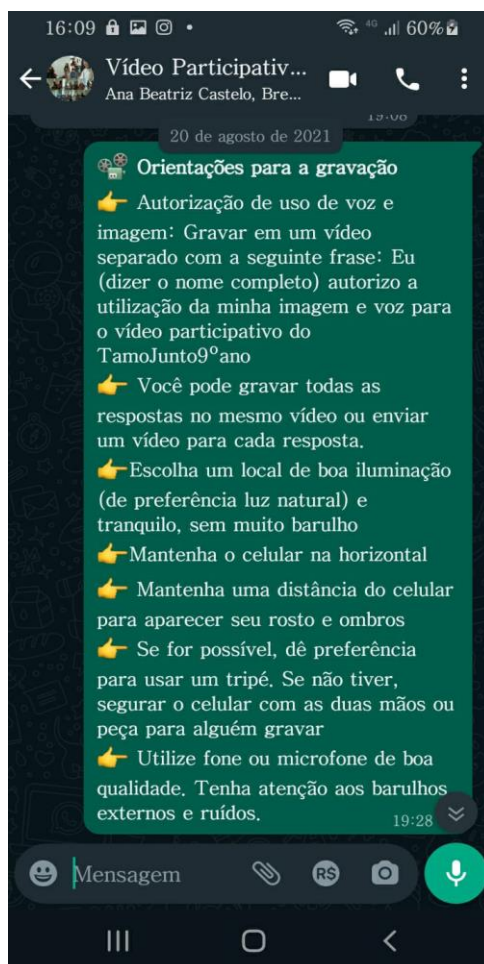 16:09
4G
60%
Vídeo Participativ...
Ana Beatriz Castelo, Bre...
19:08
20 de agosto de 2021
📽️ Orientações para a gravação
👉 Autorização de uso de voz e
imagem: Gravar em um vídeo
separado com a seguinte frase: Eu
(dizer o nome completo) autorizo a
utilização da minha imagem e voz para
o vídeo participativo do
TamoJunto9ºano
👉 Você pode gravar todas as
respostas no mesmo vídeo ou enviar
um vídeo para cada resposta.
👉Escolha um local de boa iluminação
(de preferência luz natural) e
tranquilo, sem muito barulho
👉Mantenha o celular na horizontal
👉 Mantenha uma distância do celular
para aparecer seu rosto e ombros
👉 Se for possível, dê preferência
para usar um tripé. Se não tiver,
segurar o celular com as duas mãos ou
peça para alguém gravar
👉 Utilize fone ou microfone de boa
qualidade. Tenha atenção aos barulhos
externos e ruídos.
19:28
Mensagem
R$